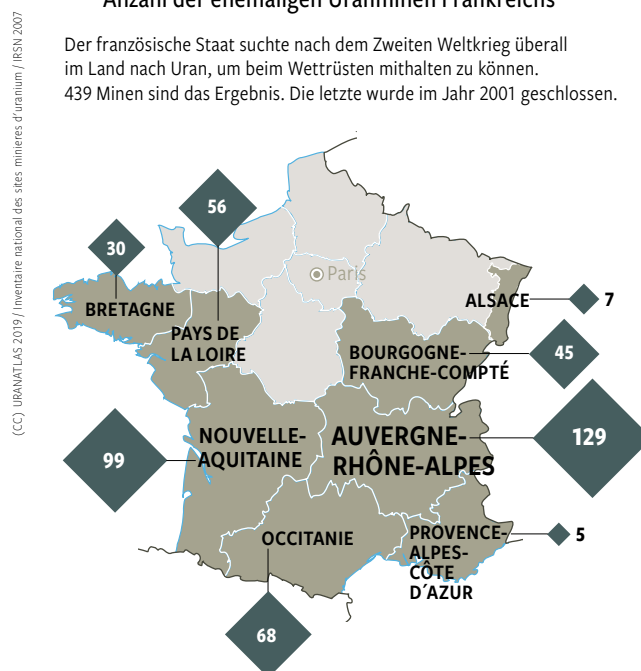 Anzahl der ehemaligen Uranminen Frankreichs
Der französische Staat suchte nach dem Zweiten Weltkrieg überall
im Land nach Uran, um beim Wettrüsten mithalten zu können.
439 Minen sind das Ergebnis. Die letzte wurde im Jahr 2001 geschlossen.
(CC) URANATLAS 2019 / Inventaire national des sites minieres d'uranium / IRSN 2007
56
30
Paris
BRETAGNE
ALSACE
7
PAYS DE
LA LOIRE
BOURGOGNE-
FRANCHE-COMPTÉ
45
NOUVELLE-
AQUITAINE
99
AUVERGNE-
RHÔNE-ALPES
129
OCCITANIE
68
PROVENCE-
ALPES-
CÔTE
D´AZUR
5